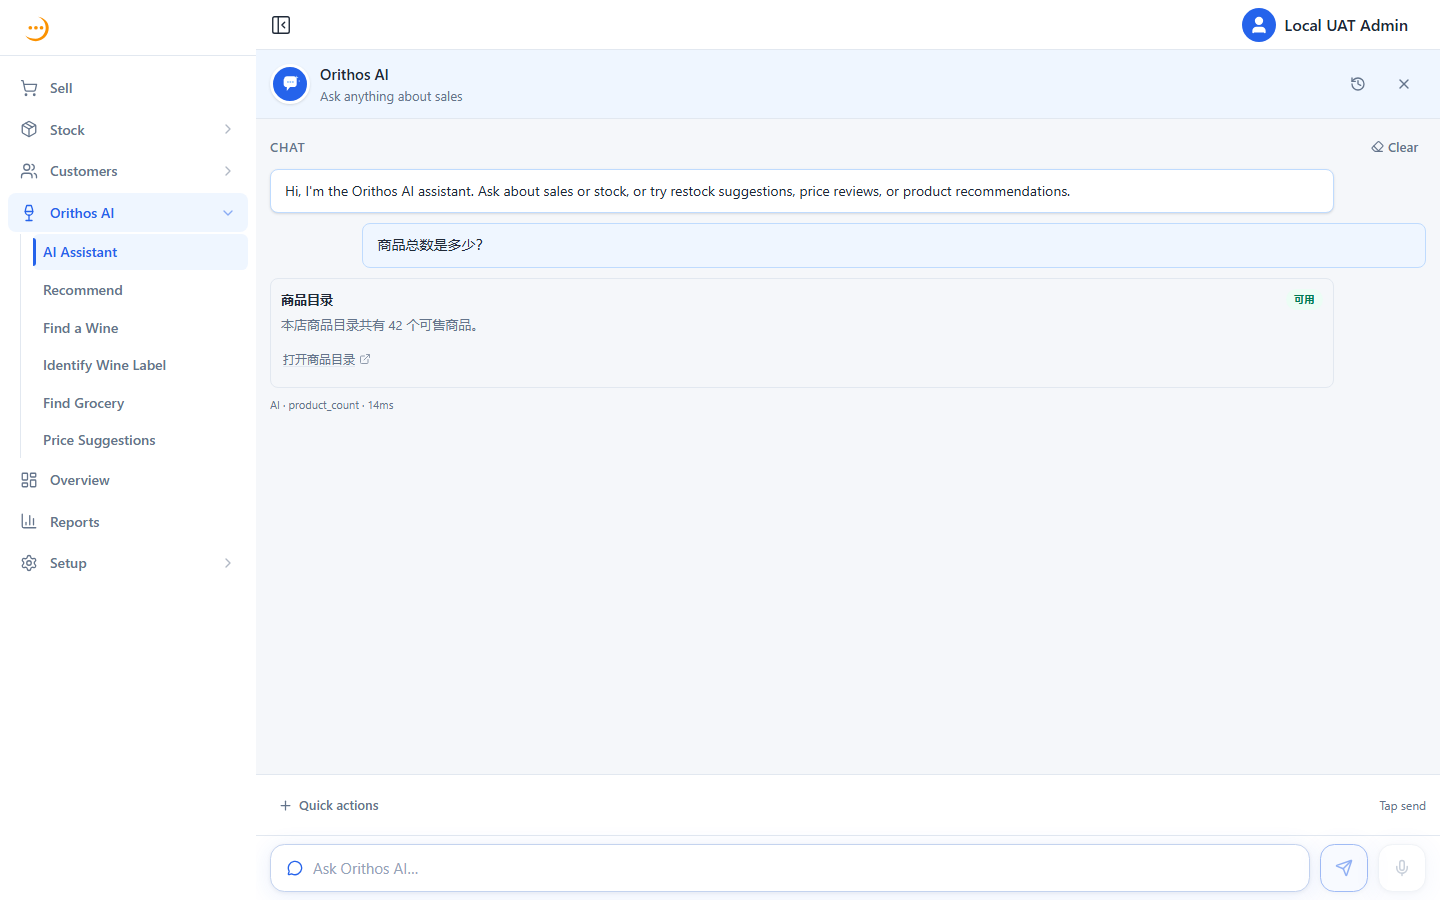 Local UAT Admin
Sell
Stock
Customers
Orithos AI
AI Assistant
Recommend
Find a Wine
Identify Wine Label
Find Grocery
Price Suggestions
Overview
Reports
Setup
Orithos AI
Ask anything about sales
CHAT
Clear
Hi, I'm the Orithos AI assistant. Ask about sales or stock, or try restock suggestions, price reviews, or product recommendations.
商品总数是多少?
商品目录
可用
本店商品目录共有 42 个可售商品。
打开商品目录
AI · product_count · 14ms
Quick actions
Tap send
Ask Orithos AI...